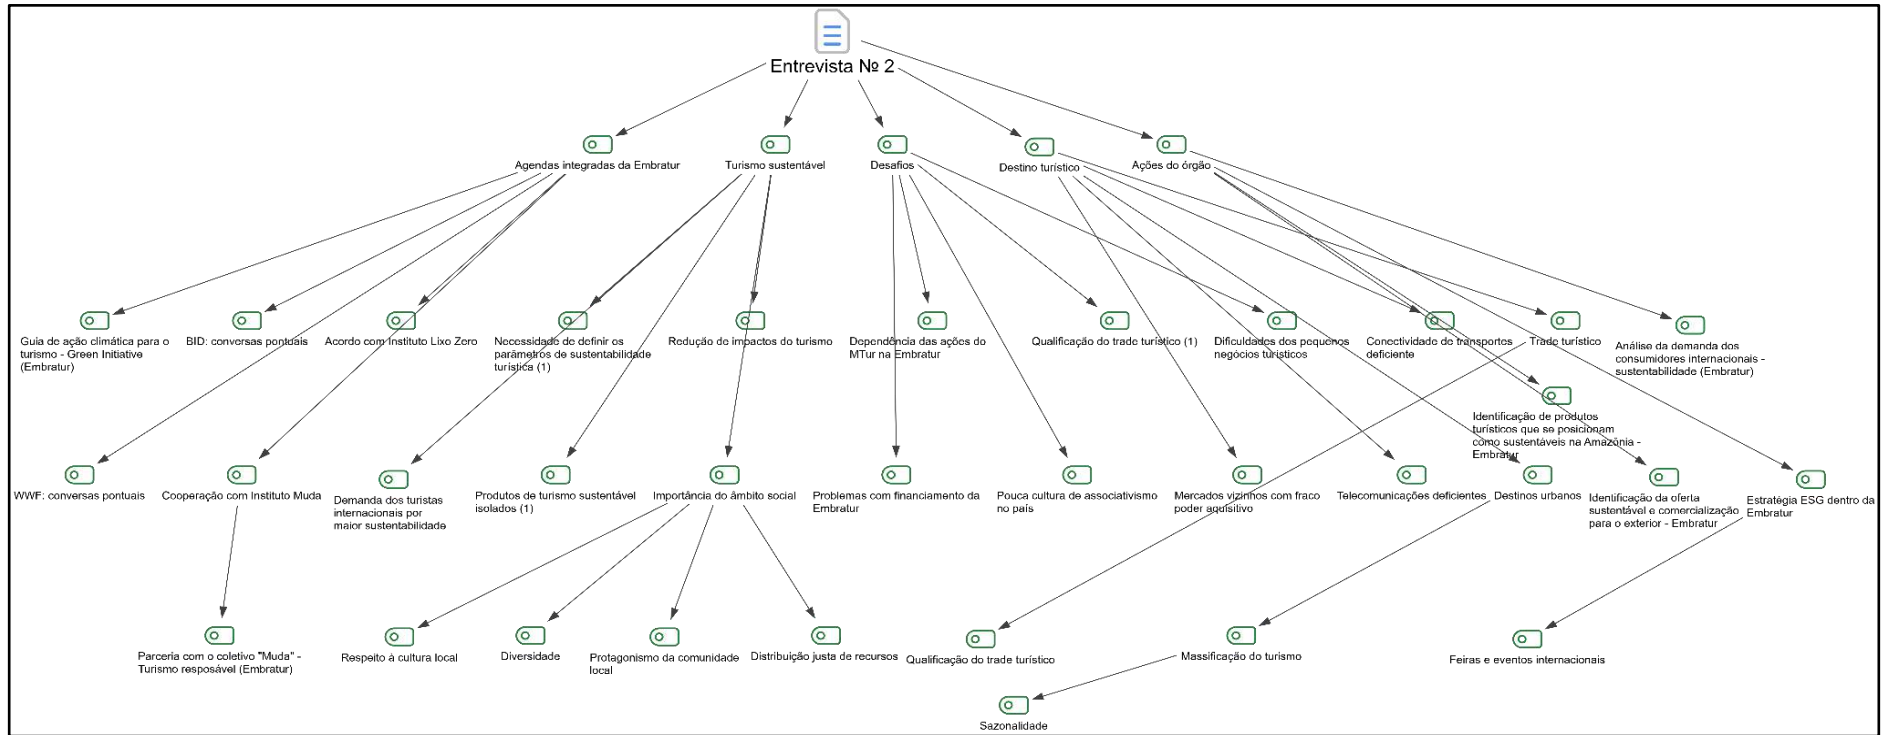 Entrevista № 2
Agendas integradas da Embratur
Turismo sustentável
Desafios
Destino turístico
Ações do órgão
Guia de ação climática para o
turismo - Green Initiative
(Embratur)
BID: conversas pontuais
Acordo com Instituto Lixo Zero
Necessidade de definir os
parâmetros de sustentabilidade
turística (1)
Redução de impactos do turismo
Dependência das ações do
MTur na Embratur
Qualificação do trade turístico (1)
Dificuldades dos pequenos
negócios turísticos
Conectividade de transportes
deficiente
Trade turístico
Análise da demanda dos
consumidores internacionais -
sustentabilidade (Embratur)
Identificação de produtos
turísticos que se posicionam
como sustentáveis na Amazônia -
Embratur
WWF: conversas pontuais
Cooperação com Instituto Muda
Demanda dos turistas
internacionais por
maior sustentabilidade
Produtos de turismo sustentável
isolados (1)
Importância do âmbito social
Problemas com financiamento da
Embratur
Pouca cultura de associativismo
no país
Mercados vizinhos com fraco
poder aquisitivo
Telecomunicações deficientes
Destinos urbanos
Identificação da oferta
sustentável e comercialização
para o exterior - Embratur
Estratégia ESG dentro da
Embratur
Parceria com o coletivo "Muda" -
Turismo resposável (Embratur)
Respeito à cultura local
Diversidade
Protagonismo da comunidade
local
Distribuição justa de recursos
Qualificação do trade turístico
Massificação do turismo
Feiras e eventos internacionais
Sazonalidade